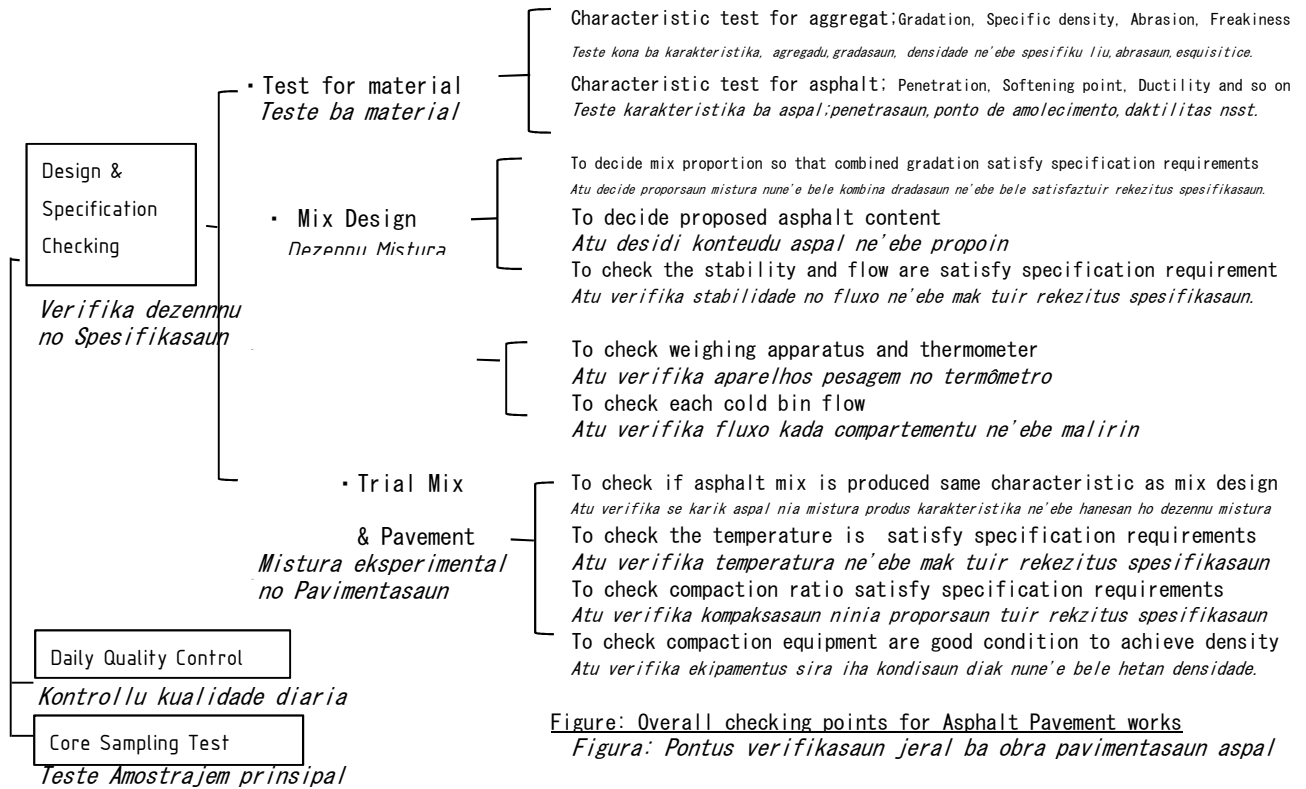 Characteristic test for aggregat;Gradation, Specific density, Abrasion, Freakiness
Teste kona ba karakteristika, agregadu,gradasaun, densidade ne'ebe spesifiku liu,abrasaun,esquisitice.
・Test for material
Teste ba material
Characteristic test for asphalt; Penetration, Softening point, Ductility and so on
Teste karakteristika ba aspal;penetrasaun,ponto de amolecimento,daktilitas nsst.
Design &
Specification
Checking
Verifika dezennnu
no Spesifikasaun
To decide mix proportion so that combined gradation satisfy specification requirements
Atu decide proporsaun mistura nune'e bele kombina dradasaun ne'ebe bele satisfaztuir rekezitus spesifikasaun.
・ Mix Design
Dezennu Mistura
To decide proposed asphalt content
Atu desidi konteudu aspal ne'ebe propoin
To check the stability and flow are satisfy specification requirement
Atu verifika stabilidade no fluxo ne'ebe mak tuir rekezitus spesifikasaun.
To check weighing apparatus and thermometer
Atu verifika aparelhos pesagem no termômetro
To check each cold bin flow
Atu verifika fluxo kada compartementu ne'ebe malirin
・Trial Mix
& Pavement
Mistura eksperimental
no Pavimentasaun
To check if asphalt mix is produced same characteristic as mix design
Atu verifika se karik aspal nia mistura produs karakteristika ne'ebe hanesan ho dezennu mistura
To check the temperature is  satisfy specification requirements
Atu verifika temperatura ne'ebe mak tuir rekezitus spesifikasaun
To check compaction ratio satisfy specification requirements
Atu verifika kompaksasaun ninia proporsaun tuir rekzitus spesifikasaun
To check compaction equipment are good condition to achieve density
Atu verifika ekipamentus sira iha kondisaun diak nune'e bele hetan densidade.
Daily Quality Control
Kontrollu kualidade diaria
Core Sampling Test
Teste Amostrajem prinsipal
Figure: Overall checking points for Asphalt Pavement works
Figura: Pontus verifikasaun jeral ba obra pavimentasaun aspal